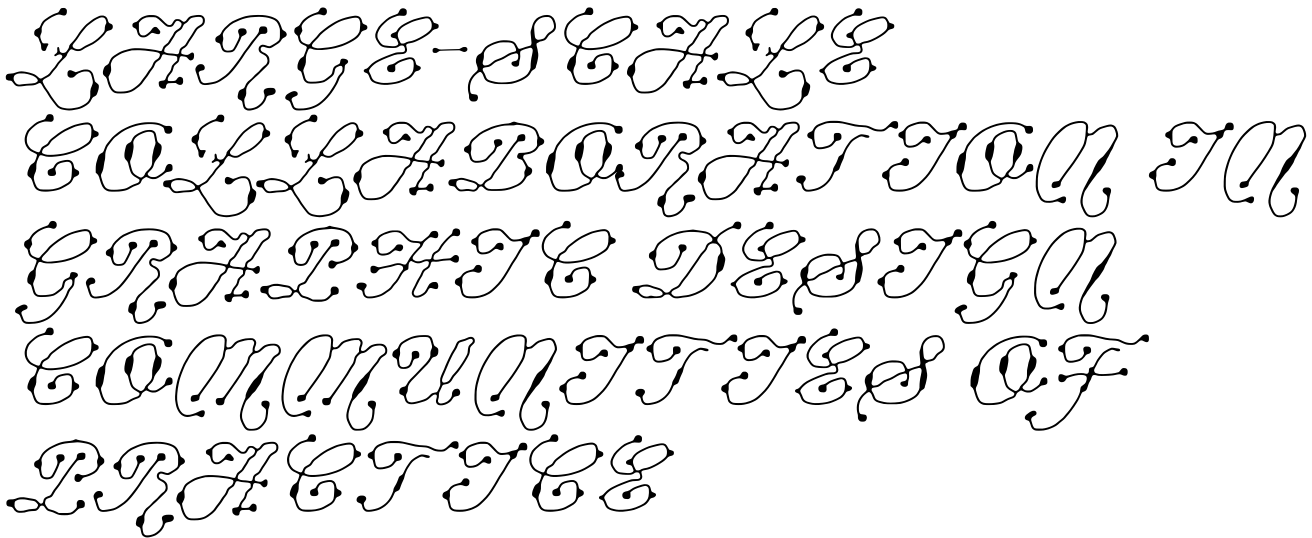 LARGE-SCALE
COLLABORATION IN
GRAPHIC DESIGN
COMMUNITIES OF
PRACTICE